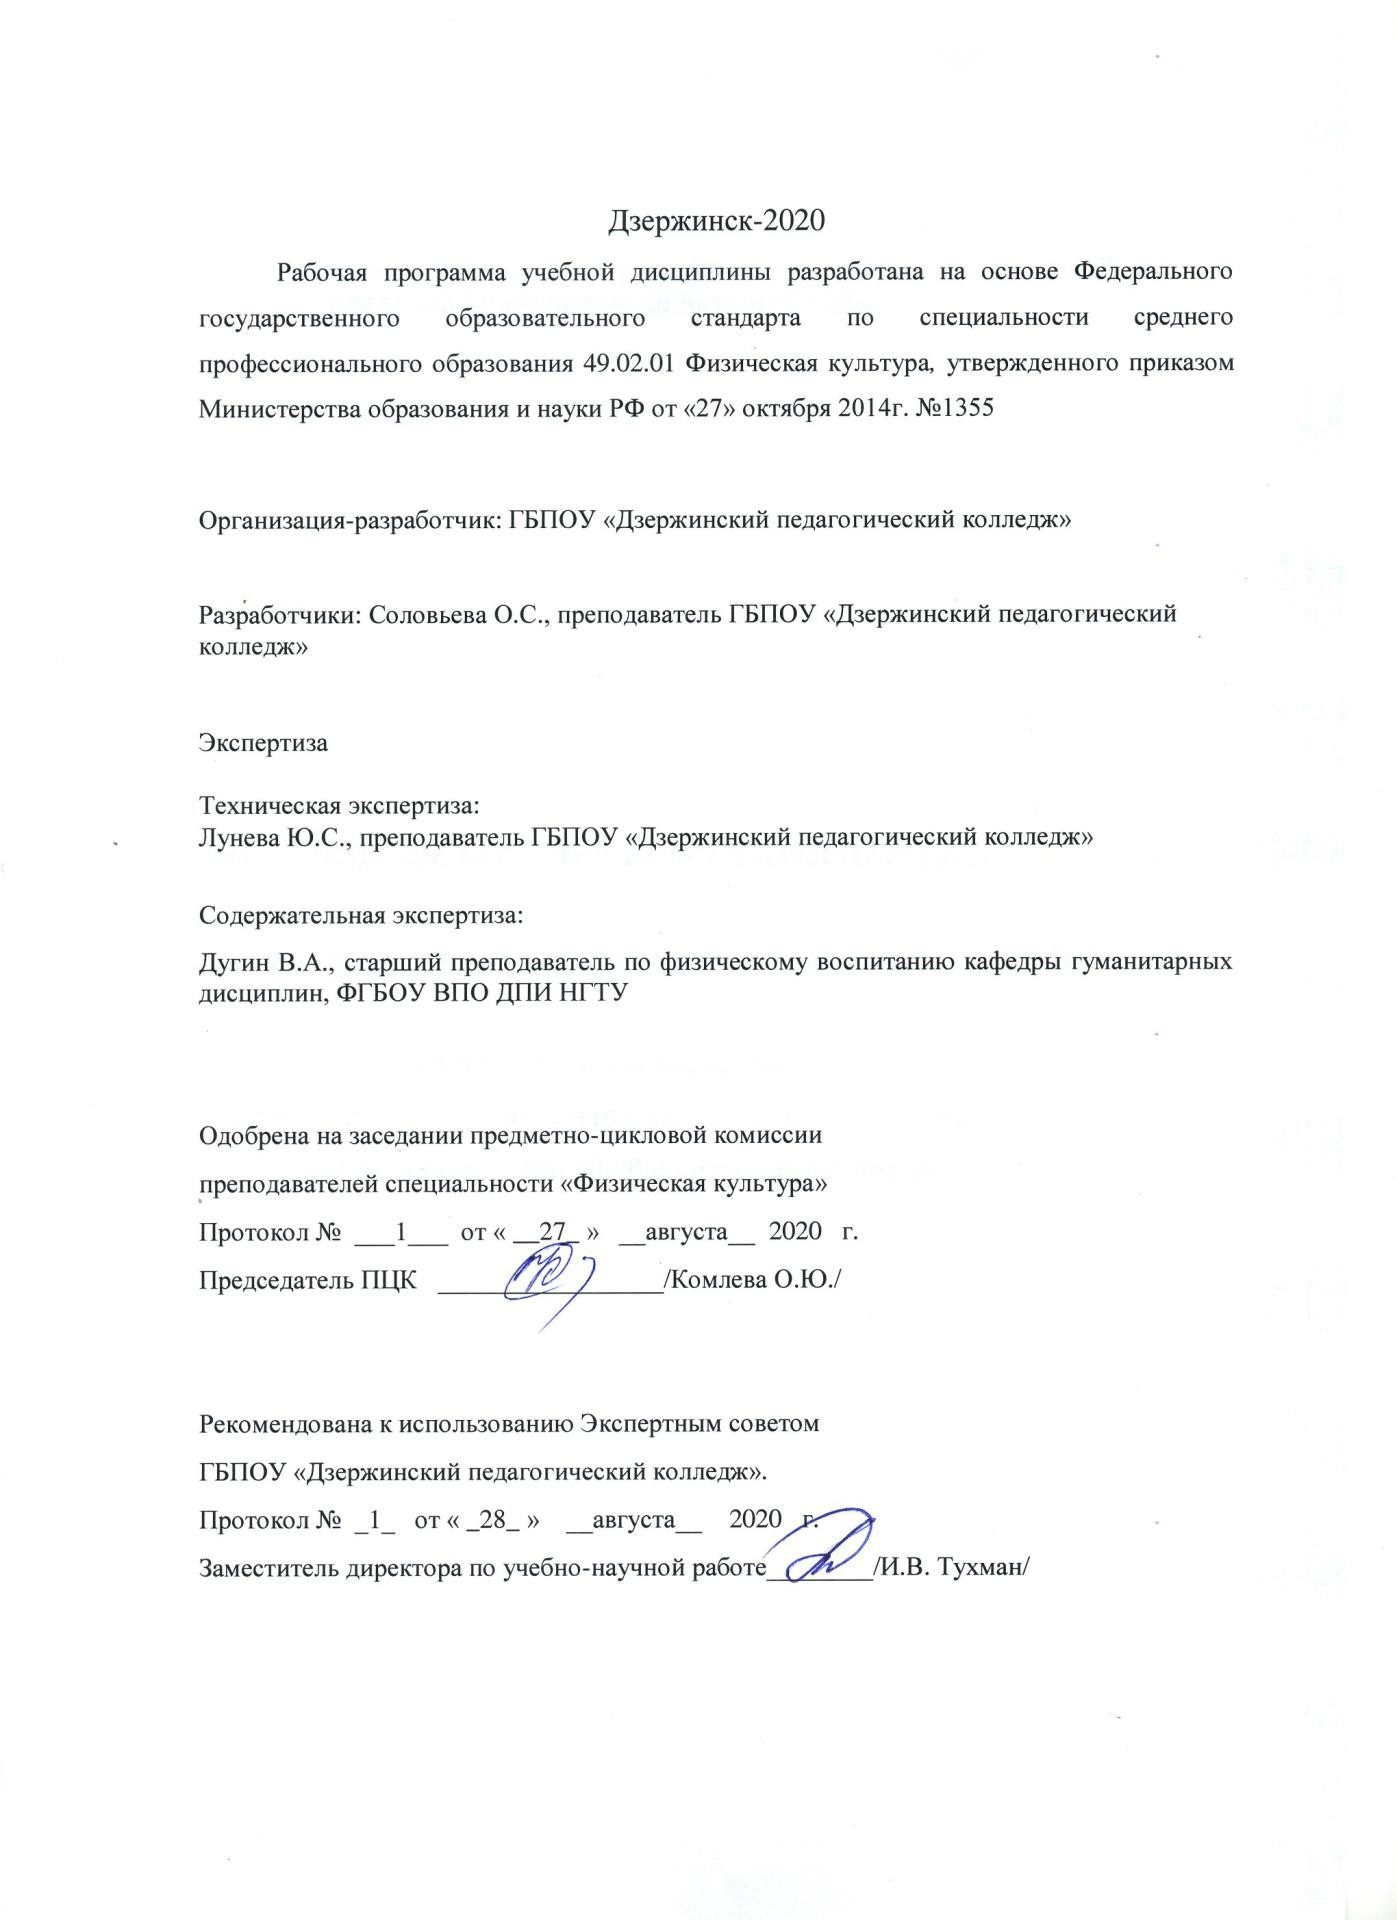 Дзержинск-2020
Рабочая программа учебной дисциплины разработана на основе Федерального
государственного образовательного стандарта по специальности среднего
профессионального образования 49.02.01 Физическая культура, утвержденного приказом
Министерства образования и науки РФ от «27» октября 2014г. №1355
Организация-разработчик: ГБПОУ «Дзержинский педагогический колледж»
Разработчики: Соловьева О.С., преподаватель ГБПОУ «Дзержинский педагогический
колледж»
Экспертиза
Техническая экспертиза:
Лунева Ю.С., преподаватель ГБПОУ «Дзержинский педагогический колледж»
Содержательная экспертиза:
Дугин В.А., старший преподаватель по физическому воспитанию кафедры гуманитарных
дисциплин, ФГБОУ ВПО ДПИ НГТУ
Одобрена на заседании предметно-цикловой комиссии
преподавателей специальности «Физическая культура»
Протокол № ___1___ от « __27_ » __августа__ 2020 г.
Председатель ПЦК _________________/Комлева О.Ю./
Рекомендована к использованию Экспертным советом
ГБПОУ «Дзержинский педагогический колледж».
Протокол № _1_ от « _28_ » __августа__ 2020 г.
Заместитель директора по учебно-научной работе________/И.В. Тухман/